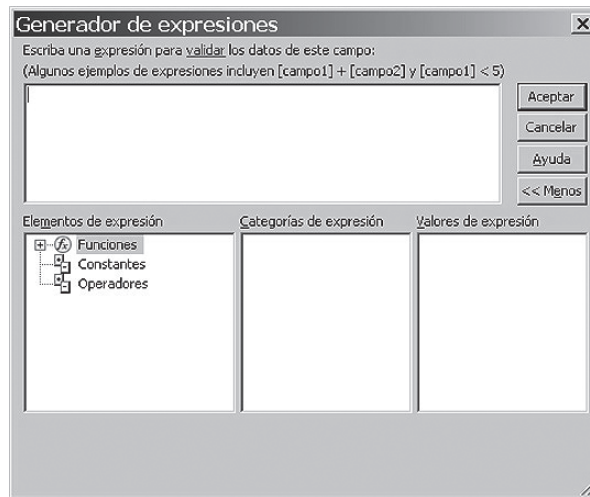 Generador de expresiones
Escriba una expresión para validar los datos de este campo:
(Algunos ejemplos de expresiones incluyen [campo1] + [campo2] y [campo1] < 5)
Aceptar
Cancelar
Ayuda
<< Menos
Elementos de expresión
Categorías de expresión
Valores de expresión
Funciones
Constantes
Operadores